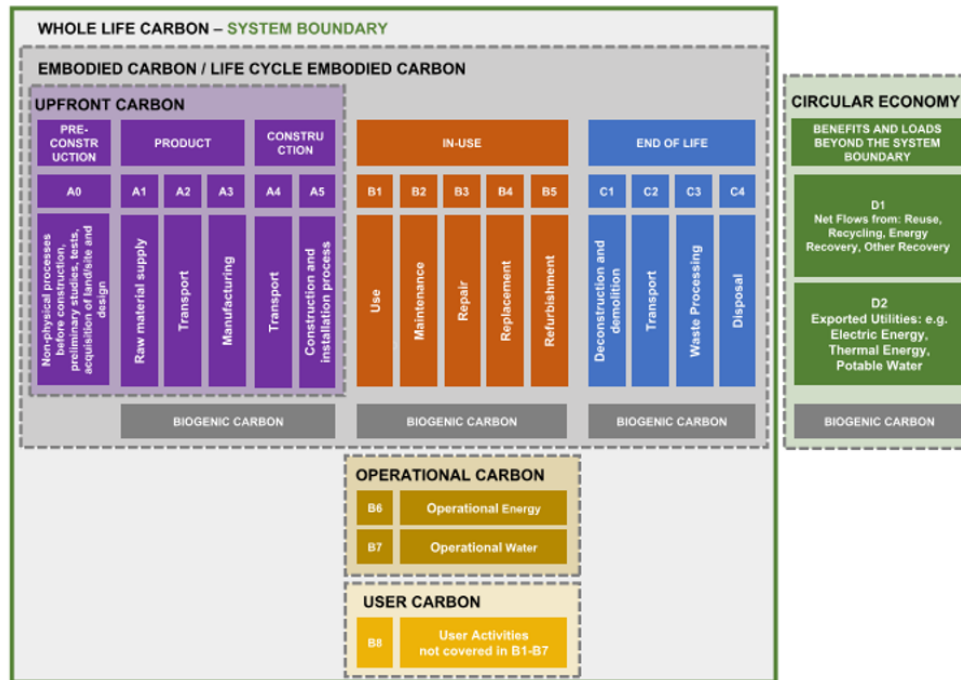 WHOLE LIFE CARBON – SYSTEM BOUNDARY
EMBODIED CARBON / LIFE CYCLE EMBODIED CARBON
UPFRONT CARBON
PRE-
CONSTR
UCTION
PRODUCT
CONSTRU
CTION
IN-USE
END OF LIFE
A0
A1
A2
A3
A4
A5
B1
B2
B3
B4
B5
C1
C2
C3
C4
Non-physical processes
before construction,
preliminary studies, tests,
acquisition of land/site and
design
Raw material supply
Transport
Manufacturing
Transport
Construction and
installation process
Use
Maintenance
Repair
Replacement
Refurbishment
Deconstruction and
demolition
Transport
Waste Processing
Disposal
BIOGENIC CARBON
BIOGENIC CARBON
BIOGENIC CARBON
OPERATIONAL CARBON
B6
Operational Energy
B7
Operational Water
USER CARBON
B8
User Activities
not covered in B1-B7
CIRCULAR ECONOMY
BENEFITS AND LOADS
BEYOND THE SYSTEM
BOUNDARY
D1
Net Flows from: Reuse,
Recycling, Energy
Recovery, Other Recovery
D2
Exported Utilities: e.g.
Electric Energy,
Thermal Energy,
Potable Water
BIOGENIC CARBON